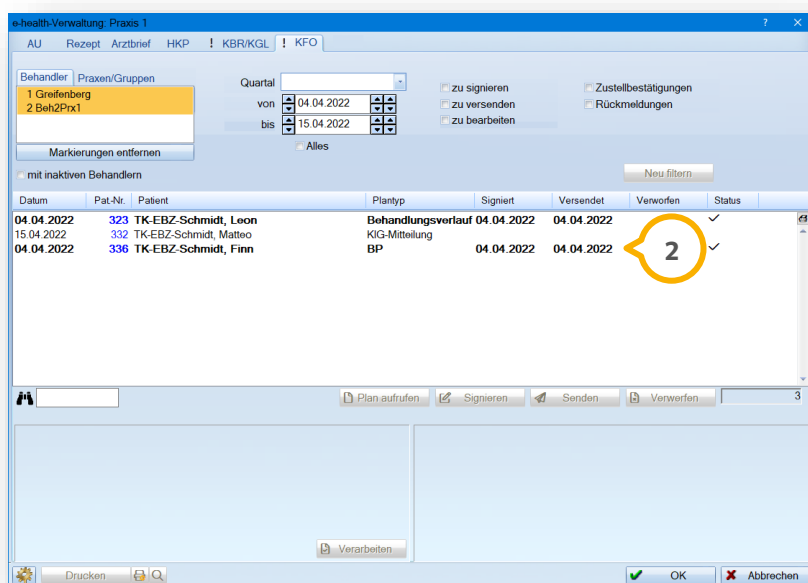 e-health-Verwaltung: Praxis 1 ? ×
AU Rezept Arztbrief HKP ! KBR/KGL ! KFO
Behandler Praxen/Gruppen
1 Greifenberg
2 Beh2Prx1
Markierungen entfernen
mit inaktiven Behandlern
Quartal
von 04.04.2022
bis 15.04.2022
Alles
zu signieren
zu versenden
zu bearbeiten
Zustellbestätigungen
Rückmeldungen
Neu filtern
Datum Pat-Nr. Patient Plantyp Signiert Versendet Verworfen Status
04.04.2022 323 TK-EBZ-Schmidt, Leon Behandlungsverlauf 04.04.2022 04.04.2022 ✓
15.04.2022 332 TK-EBZ-Schmidt, Matteo KIG-Mitteilung
04.04.2022 336 TK-EBZ-Schmidt, Finn BP 04.04.2022 04.04.2022 ✓
2
Plan aufrufen Signieren Senden Verwerfen 3
Verarbeiten
Drucken OK Abbrechen